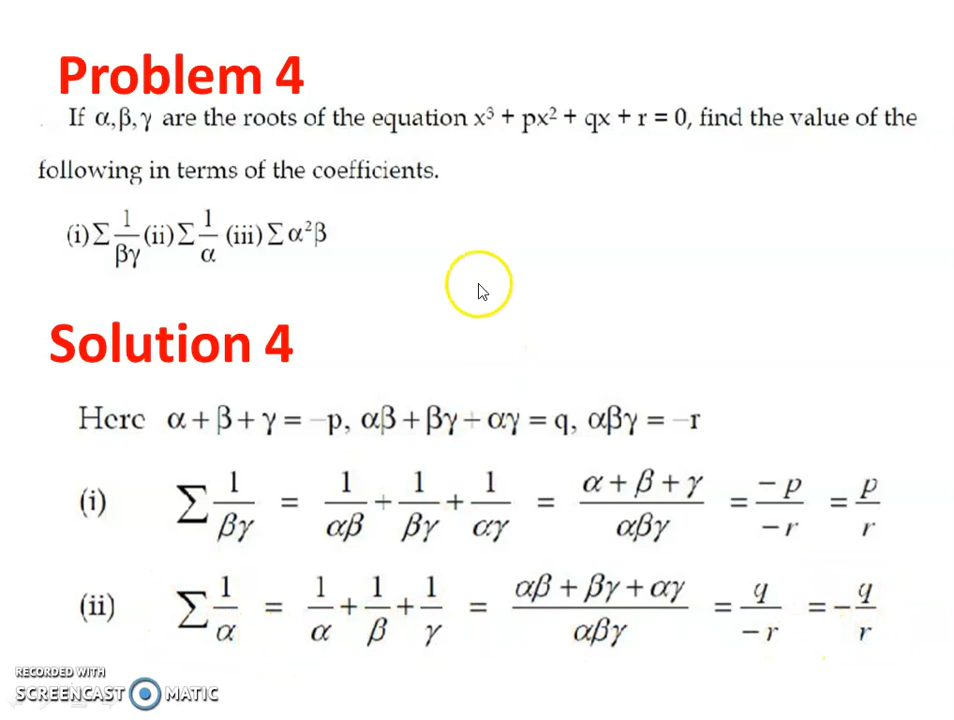 Problem 4
If α,β,γ are the roots of the equation x³ + px² + qx + r = 0, find the value of the
following in terms of the coefficients.
(i) Σ 1/βγ (ii) Σ 1/α (iii) Σ α²β
Solution 4
Here α + β + γ = –p, αβ + βγ + αγ = q, αβγ = –r
(i) Σ 1/βγ = 1/αβ + 1/βγ + 1/αγ = (α + β + γ)/αβγ = –p/–r = p/r
(ii) Σ 1/α = 1/α + 1/β + 1/γ = (αβ + βγ + αγ)/αβγ = q/–r = –q/r
RECORDED WITH
SCREENCAST MATIC